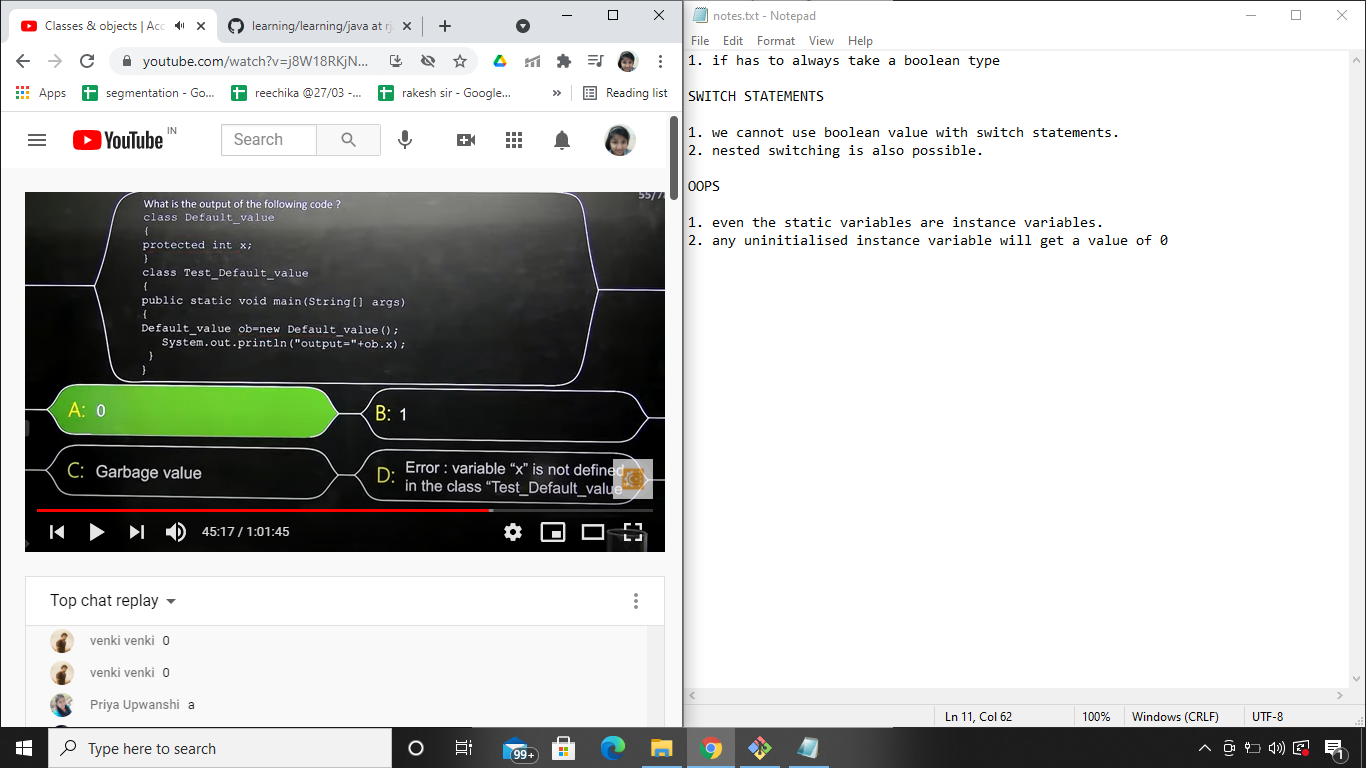 Classes & objects | Acc
learning/learning/java at rj
youtube.com/watch?v=j8W18RKjN...
Apps
segmentation - Go...
reechika @27/03 -...
rakesh sir - Google...
»
Reading list
YouTube IN
Search
55/7
What is the output of the following code ?
class Default_value
{
protected int x;
}
class Test_Default_value
{
public static void main(String[] args)
{
Default_value ob=new Default_value();
System.out.println("output="+ob.x);
}
}
A: 0
B: 1
C: Garbage value
D: Error : variable “x” is not defined
in the class “Test_Default_value
45:17 / 1:01:45
Top chat replay
venki venki 0
venki venki 0
Priya Upwanshi a
notes.txt - Notepad
File Edit Format View Help
1. if has to always take a boolean type
SWITCH STATEMENTS
1. we cannot use boolean value with switch statements.
2. nested switching is also possible.
OOPS
1. even the static variables are instance variables.
2. any uninitialised instance variable will get a value of 0
Ln 11, Col 62
100%
Windows (CRLF)
UTF-8
Type here to search
99+
1